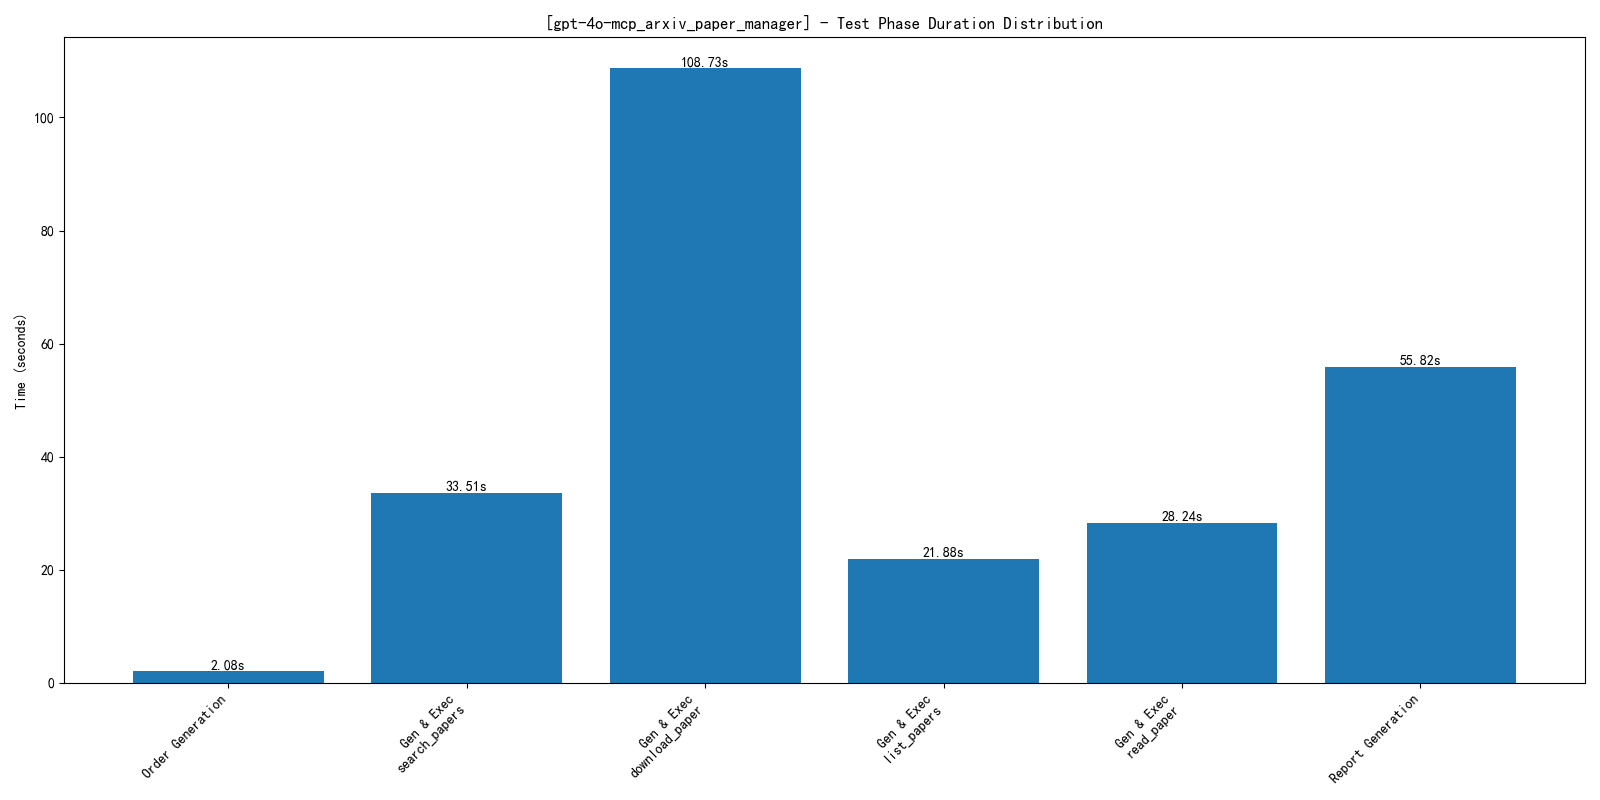 [gpt-4o-mcp_arxiv_paper_manager] - Test Phase Duration Distribution
Time (seconds)
100
80
60
40
20
0
2.08s
33.51s
108.73s
21.88s
28.24s
55.82s
Order Generation
Gen & Exec
search_papers
Gen & Exec
download_paper
Gen & Exec
list_papers
Gen & Exec
read_paper
Report Generation